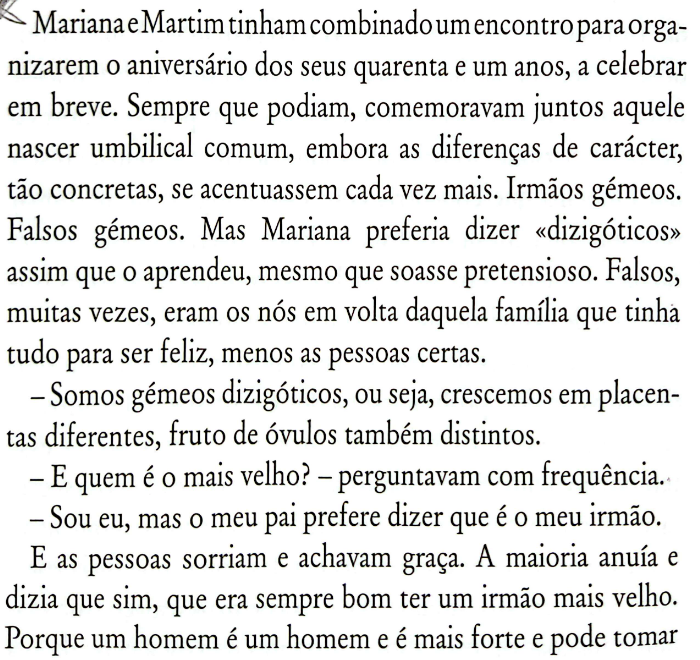 Mariana e Martim tinham combinado um encontro para orga-
nizarem o aniversário dos seus quarenta e um anos, a celebrar
em breve. Sempre que podiam, comemoravam juntos aquele
nascer umbilical comum, embora as diferenças de carácter,
tão concretas, se acentuassem cada vez mais. Irmãos gémeos.
Falsos gémeos. Mas Mariana preferia dizer «dizigóticos»
assim que o aprendeu, mesmo que soasse pretensioso. Falsos,
muitas vezes, eram os nós em volta daquela família que tinha
tudo para ser feliz, menos as pessoas certas.
– Somos gémeos dizigóticos, ou seja, crescemos em placen-
tas diferentes, fruto de óvulos também distintos.
– E quem é o mais velho? – perguntavam com frequência.
– Sou eu, mas o meu pai prefere dizer que é o meu irmão.
E as pessoas sorriam e achavam graça. A maioria anuía e
dizia que sim, que era sempre bom ter um irmão mais velho.
Porque um homem é um homem e é mais forte e pode tomar